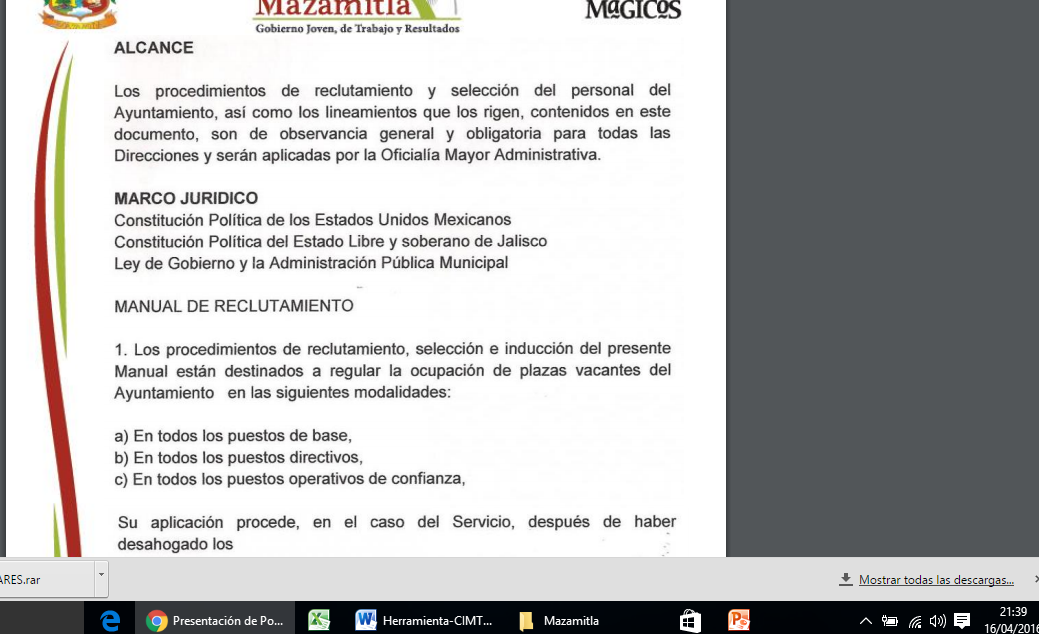 Mazamitla
Gobierno Joven, de Trabajo y Resultados
MáGICOS
ALCANCE
Los procedimientos de reclutamiento y selección del personal del
Ayuntamiento, así como los lineamientos que los rigen, contenidos en este
documento, son de observancia general y obligatoria para todas las
Direcciones y serán aplicadas por la Oficialía Mayor Administrativa.
MARCO JURIDICO
Constitución Política de los Estados Unidos Mexicanos
Constitución Política del Estado Libre y soberano de Jalisco
Ley de Gobierno y la Administración Pública Municipal
MANUAL DE RECLUTAMIENTO
1. Los procedimientos de reclutamiento, selección e inducción del presente
Manual están destinados a regular la ocupación de plazas vacantes del
Ayuntamiento en las siguientes modalidades:
a) En todos los puestos de base,
b) En todos los puestos directivos,
c) En todos los puestos operativos de confianza,
Su aplicación procede, en el caso del Servicio, después de haber
desahogado los
ARES.rar
Mostrar todas las descargas...
Presentación de Po...
Herramienta-CIMT...
Mazamitla
21:39
16/04/2016